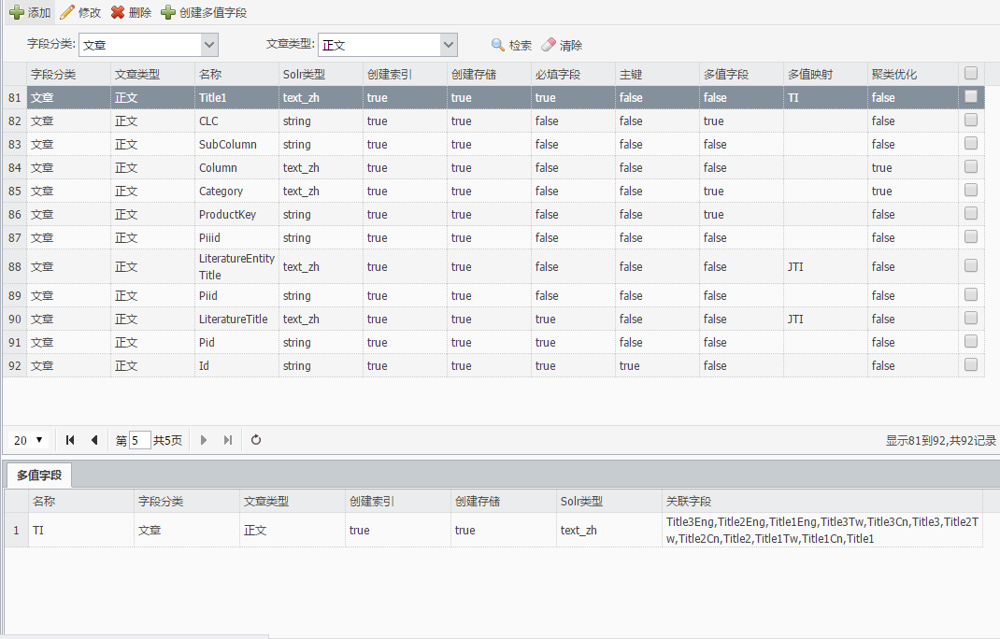 添加 修改 删除 创建多值字段
字段分类: 文章 文章类型: 正文 检索 清除
字段分类 文章类型 名称 Solr类型 创建索引 创建存储 必填字段 主键 多值字段 多值映射 聚类优化
81 文章 正文 Title1 text_zh true true true false false TI false
82 文章 正文 CLC string true true false false true false
83 文章 正文 SubColumn string true true false false false false
84 文章 正文 Column text_zh true true false false false true
85 文章 正文 Category text_zh true true false false true true
86 文章 正文 ProductKey string true true false false true false
87 文章 正文 Piiid string true true false false false false
88 文章 正文 LiteratureEntity text_zh true true false false false JTI false
Title
89 文章 正文 Piid string true true false false false false
90 文章 正文 LiteratureTitle text_zh true true true false false JTI false
91 文章 正文 Pid string true true true false false false
92 文章 正文 Id string true true true true false false
20 第 5 共5页 显示81到92,共92记录
多值字段
名称 字段分类 文章类型 创建索引 创建存储 Solr类型 关联字段
1 TI 文章 正文 true true text_zh Title3Eng,Title2Eng,Title1Eng,Title3Tw,Title3Cn,Title3,Title2T
w,Title2Cn,Title2,Title1Tw,Title1Cn,Title1